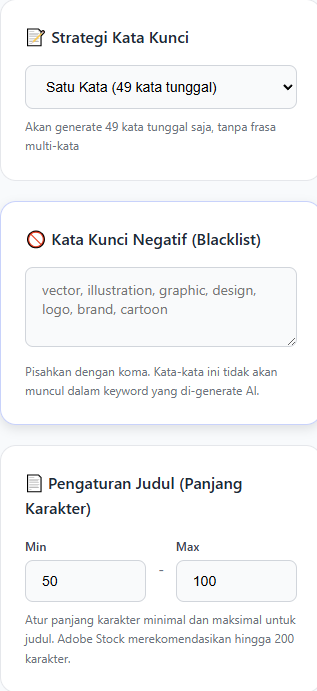 📝 Strategi Kata Kunci
Satu Kata (49 kata tunggal)
Akan generate 49 kata tunggal saja, tanpa frasa
multi-kata
🚫 Kata Kunci Negatif (Blacklist)
vector, illustration, graphic, design,
logo, brand, cartoon
Pisahkan dengan koma. Kata-kata ini tidak akan
muncul dalam keyword yang di-generate AI.
📄 Pengaturan Judul (Panjang
Karakter)
Min Max
50 - 100
Atur panjang karakter minimal dan maksimal untuk
judul. Adobe Stock merekomendasikan hingga 200
karakter.